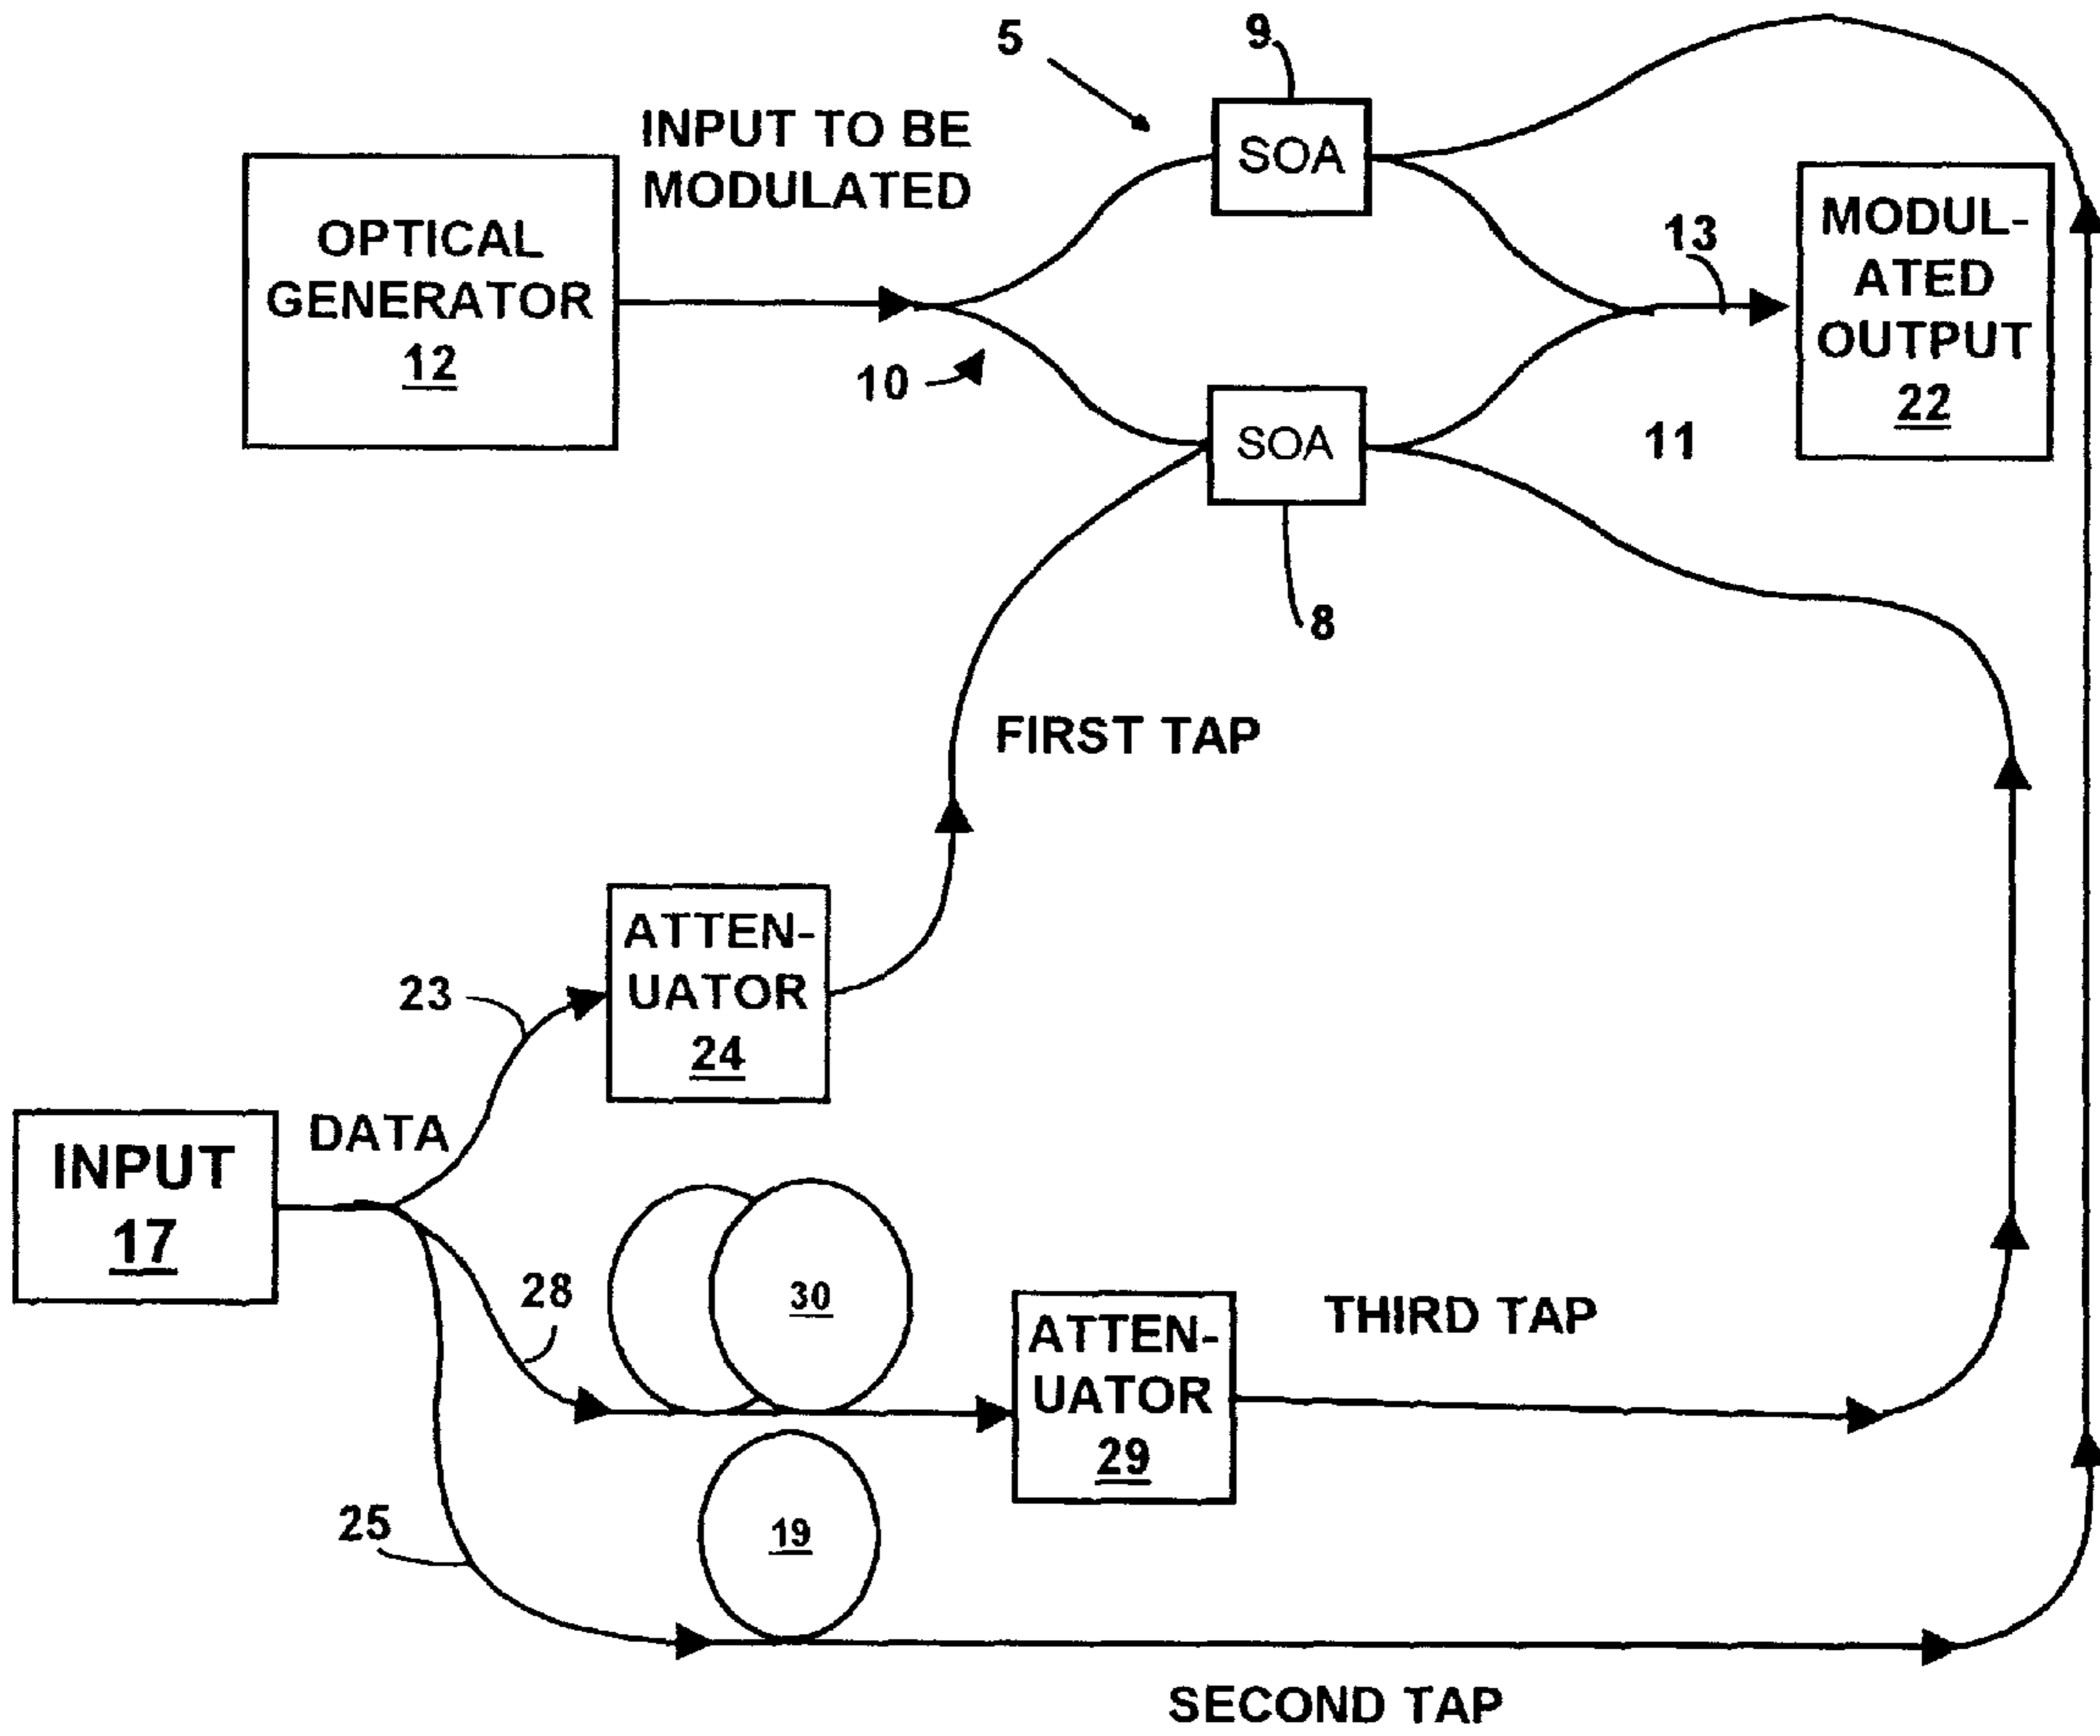 5
9
INPUT TO BE
MODULATED
SOA
OPTICAL
GENERATOR
12
13
MODUL-
ATED
OUTPUT
22
10
SOA
11
8
FIRST TAP
ATTEN-
UATOR
24
23
DATA
INPUT
17
28
30
THIRD TAP
ATTEN-
UATOR
29
25
19
SECOND TAP